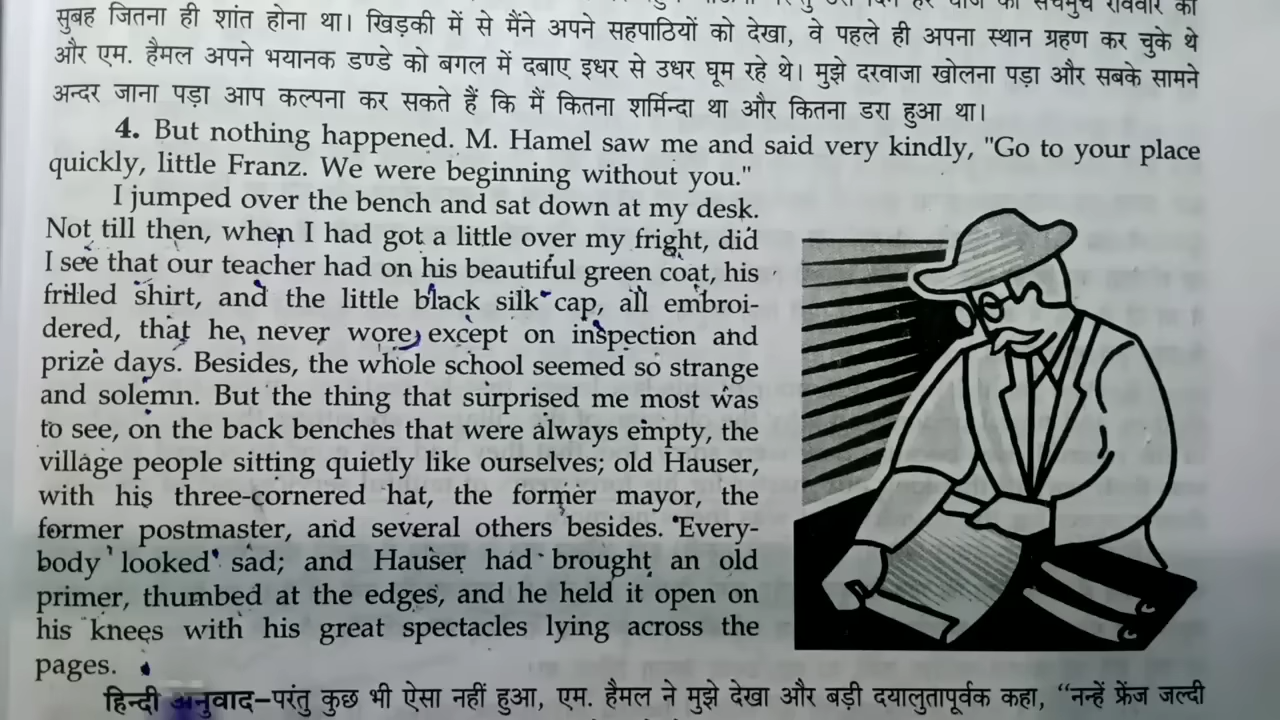 सुबह जितना ही शांत होना था। खिड़की में से मैंने अपने सहपाठियों को देखा, वे पहले ही अपना स्थान ग्रहण कर चुके थे
और एम. हैमल अपने भयानक डण्डे को बगल में दबाए इधर से उधर घूम रहे थे। मुझे दरवाजा खोलना पड़ा और सबके सामने
अन्दर जाना पड़ा आप कल्पना कर सकते हैं कि मैं कितना शर्मिन्दा था और कितना डरा हुआ था।
4. But nothing happened. M. Hamel saw me and said very kindly, "Go to your place
quickly, little Franz. We were beginning without you."
I jumped over the bench and sat down at my desk.
Not till then, when I had got a little over my fright, did
I see that our teacher had on his beautiful green coat, his
frilled shirt, and the little black silk cap, all embroi-
dered, that he never wore except on inspection and
prize days. Besides, the whole school seemed so strange
and solemn. But the thing that surprised me most was
to see, on the back benches that were always empty, the
village people sitting quietly like ourselves; old Hauser,
with his three-cornered hat, the former mayor, the
former postmaster, and several others besides. Every-
body looked sad; and Hauser had brought an old
primer, thumbed at the edges, and he held it open on
his knees with his great spectacles lying across the
pages.
हिन्दी अनुवाद–परंतु कुछ भी ऐसा नहीं हुआ, एम. हैमल ने मुझे देखा और बड़ी दयालुतापूर्वक कहा, "नन्हें फ्रेंज जल्दी